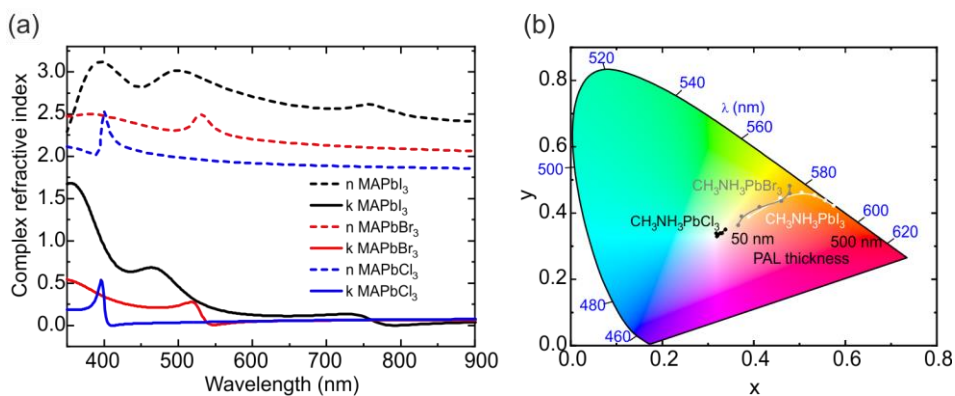 (a)
Complex refractive index
3.0
2.5
2.0
1.5
1.0
0.5
0.0
n MAPbI₃
k MAPbI₃
n MAPbBr₃
k MAPbBr₃
n MAPbCl₃
k MAPbCl₃
400 500 600 700 800 900
Wavelength (nm)
(b)
y
0.8
0.6
0.4
0.2
0.0
520
540
λ (nm)
560
500
580
CH₃NH₃PbBr₃
CH₃NH₃PbCl₃
CH₃NH₃PbI₃
600
50 nm
500 nm
620
PAL thickness
480
460
0.0 0.2 0.4 0.6 0.8
x